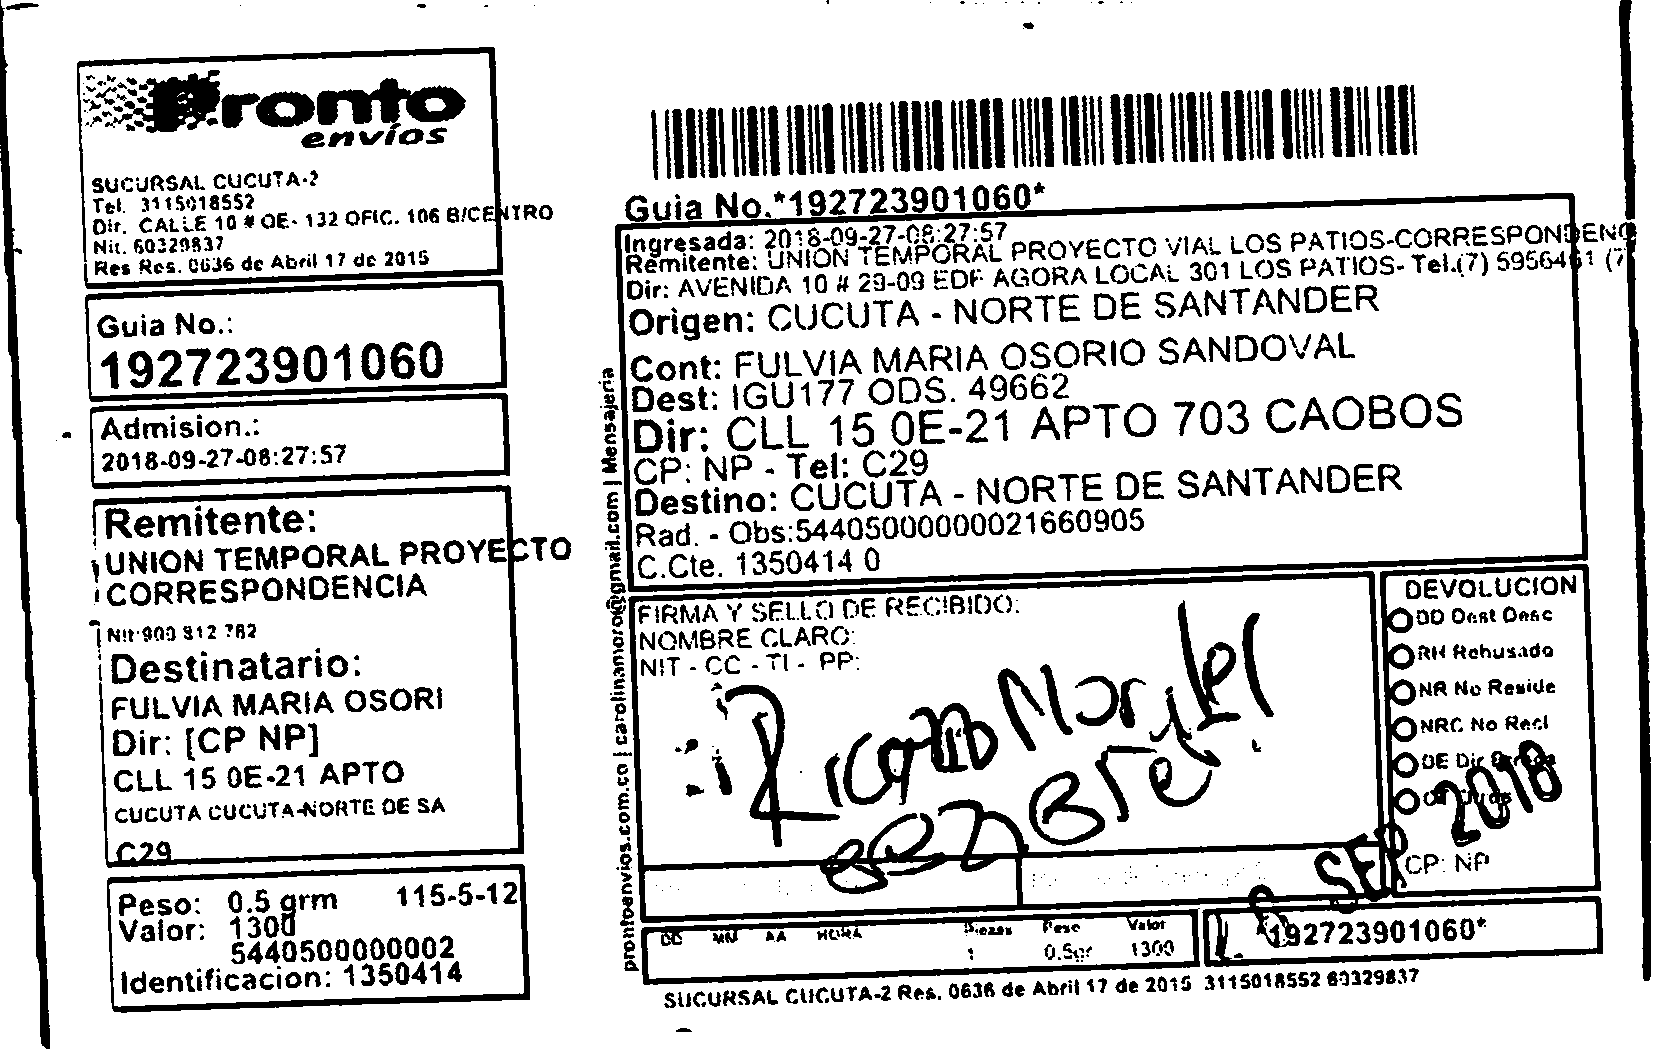 Pronto
envíos
SUCURSAL CUCUTA-2
Tel. 3115018552
Dir. CALLE 10 # OE- 132 OFIC. 106 B/CENTRO
Nit. 60329837
Res Res. 0636 de Abril 17 de 2015
Guia No.:
192723901060
Admision.:
2018-09-27-08:27:57
Remitente:
UNION TEMPORAL PROYECTO
CORRESPONDENCIA
Nit:900 812 782
Destinatario:
FULVIA MARIA OSORI
Dir: [CP NP]
CLL 15 0E-21 APTO
CUCUTA CUCUTA-NORTE DE SA
C29
Peso: 0.5 grm 115-5-12
Valor: 1300
5440500000002
Identificacion: 1350414
prontoenvios.com.co | carolinamoro@gmail.com | Mensajeria
Guia No.*192723901060*
Ingresada: 2018-09-27-08:27:57
Remitente: UNION TEMPORAL PROYECTO VIAL LOS PATIOS-CORRESPONDENC
Dir: AVENIDA 10 # 29-09 EDF AGORA LOCAL 301 LOS PATIOS- Tel.(7) 5956461 (7
Origen: CUCUTA - NORTE DE SANTANDER
Cont: FULVIA MARIA OSORIO SANDOVAL
Dest: IGU177 ODS. 49662
Dir: CLL 15 0E-21 APTO 703 CAOBOS
CP: NP - Tel: C29
Destino: CUCUTA - NORTE DE SANTANDER
Rad. - Obs:54405000000021660905
C.Cte. 1350414 0
FIRMA Y SELLO DE RECIBIDO:
NOMBRE CLARO:
NIT - CC - TI - PP:
DEVOLUCION
DD Dest Desc
RH Rehusado
NR No Reside
NRC No Recl
DE Dir
CP: NP
SEP 2018
DD MM AA HORA Piezas Peso Valor
1 0.5gr 1300
192723901060*
SUCURSAL CUCUTA-2 Res. 0636 de Abril 17 de 2015 3115018552 60329837